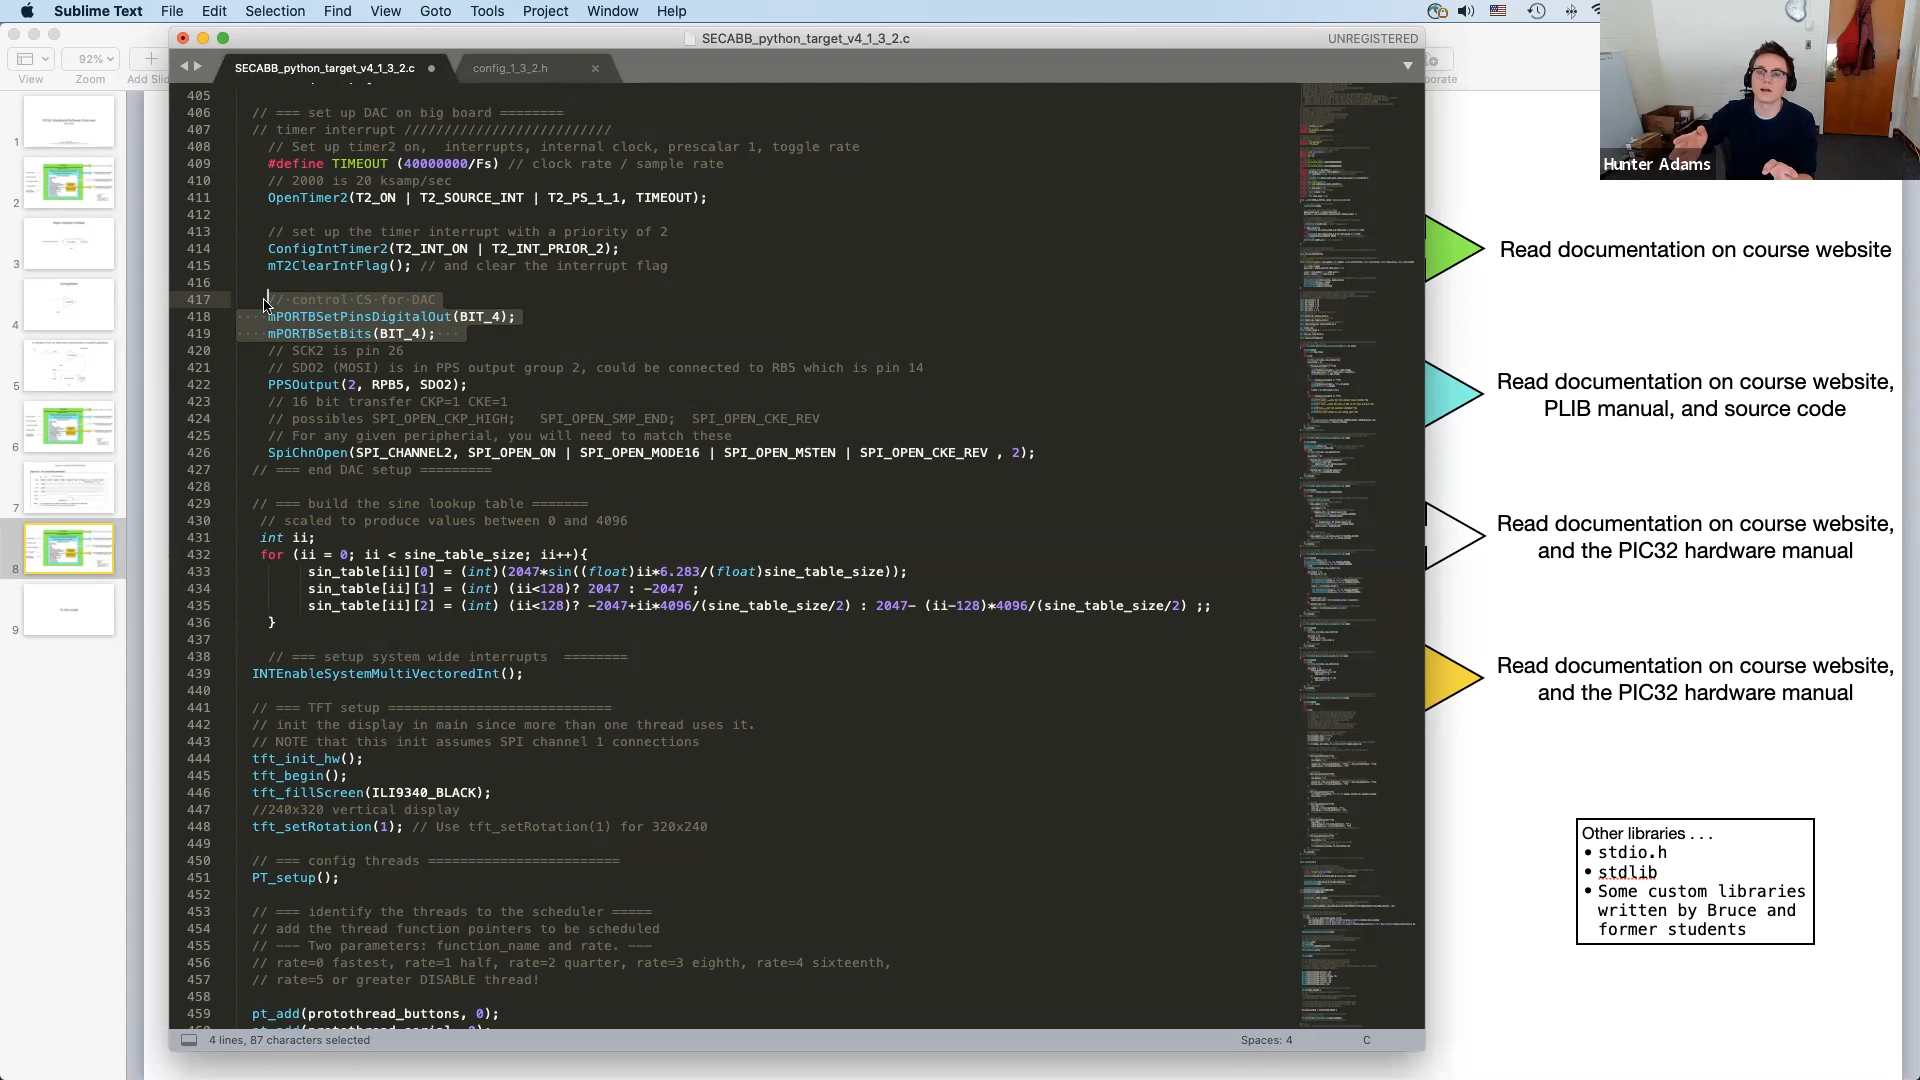 Sublime Text File Edit Selection Find View Goto Tools Project Window Help
SECABB_python_target_v4_1_3_2.c
UNREGISTERED
92%
View Zoom Add Slid
SECABB_python_target_v4_1_3_2.c
config_1_3_2.h
405
406 // === set up DAC on big board ========
407 // timer interrupt //////////////////////////
408 // Set up timer2 on,  interrupts, internal clock, prescalar 1, toggle rate
409 #define TIMEOUT (40000000/Fs) // clock rate / sample rate
410 // 2000 is 20 ksamp/sec
411 OpenTimer2(T2_ON | T2_SOURCE_INT | T2_PS_1_1, TIMEOUT);
412
413 // set up the timer interrupt with a priority of 2
414 ConfigIntTimer2(T2_INT_ON | T2_INT_PRIOR_2);
415 mT2ClearIntFlag(); // and clear the interrupt flag
416
417 // control CS for DAC
418 mPORTBSetPinsDigitalOut(BIT_4);
419 mPORTBSetBits(BIT_4);
420 // SCK2 is pin 26
421 // SDO2 (MOSI) is in PPS output group 2, could be connected to RB5 which is pin 14
422 PPSOutput(2, RPB5, SDO2);
423 // 16 bit transfer CKP=1 CKE=1
424 // possibles SPI_OPEN_CKP_HIGH;   SPI_OPEN_SMP_END;  SPI_OPEN_CKE_REV
425 // For any given peripherial, you will need to match these
426 SpiChnOpen(SPI_CHANNEL2, SPI_OPEN_ON | SPI_OPEN_MODE16 | SPI_OPEN_MSTEN | SPI_OPEN_CKE_REV , 2);
427 // === end DAC setup =========
428
429 // === build the sine lookup table =======
430 // scaled to produce values between 0 and 4096
431 int ii;
432 for (ii = 0; ii < sine_table_size; ii++){
433 sin_table[ii][0] = (int)(2047*sin((float)ii*6.283/(float)sine_table_size));
434 sin_table[ii][1] = (int) (ii<128)? 2047 : -2047 ;
435 sin_table[ii][2] = (int) (ii<128)? -2047+ii*4096/(sine_table_size/2) : 2047- (ii-128)*4096/(sine_table_size/2) ;;
436 }
437
438 // === setup system wide interrupts  ========
439 INTEnableSystemMultiVectoredInt();
440
441 // === TFT setup ============================
442 // init the display in main since more than one thread uses it.
443 // NOTE that this init assumes SPI channel 1 connections
444 tft_init_hw();
445 tft_begin();
446 tft_fillScreen(ILI9340_BLACK);
447 //240x320 vertical display
448 tft_setRotation(1); // Use tft_setRotation(1) for 320x240
449
450 // === config threads ========================
451 PT_setup();
452
453 // === identify the threads to the scheduler =====
454 // add the thread function pointers to be scheduled
455 // --- Two parameters: function_name and rate. ---
456 // rate=0 fastest, rate=1 half, rate=2 quarter, rate=3 eighth, rate=4 sixteenth,
457 // rate=5 or greater DISABLE thread!
458
459 pt_add(protothread_buttons, 0);
4 lines, 87 characters selected
Spaces: 4
C
1
2
3
4
5
6
7
8
9
Hunter Adams
borate
Read documentation on course website
Read documentation on course website,
PLIB manual, and source code
Read documentation on course website,
and the PIC32 hardware manual
Read documentation on course website,
and the PIC32 hardware manual
Other libraries . . .
• stdio.h
• stdlib
• Some custom libraries
written by Bruce and
former students